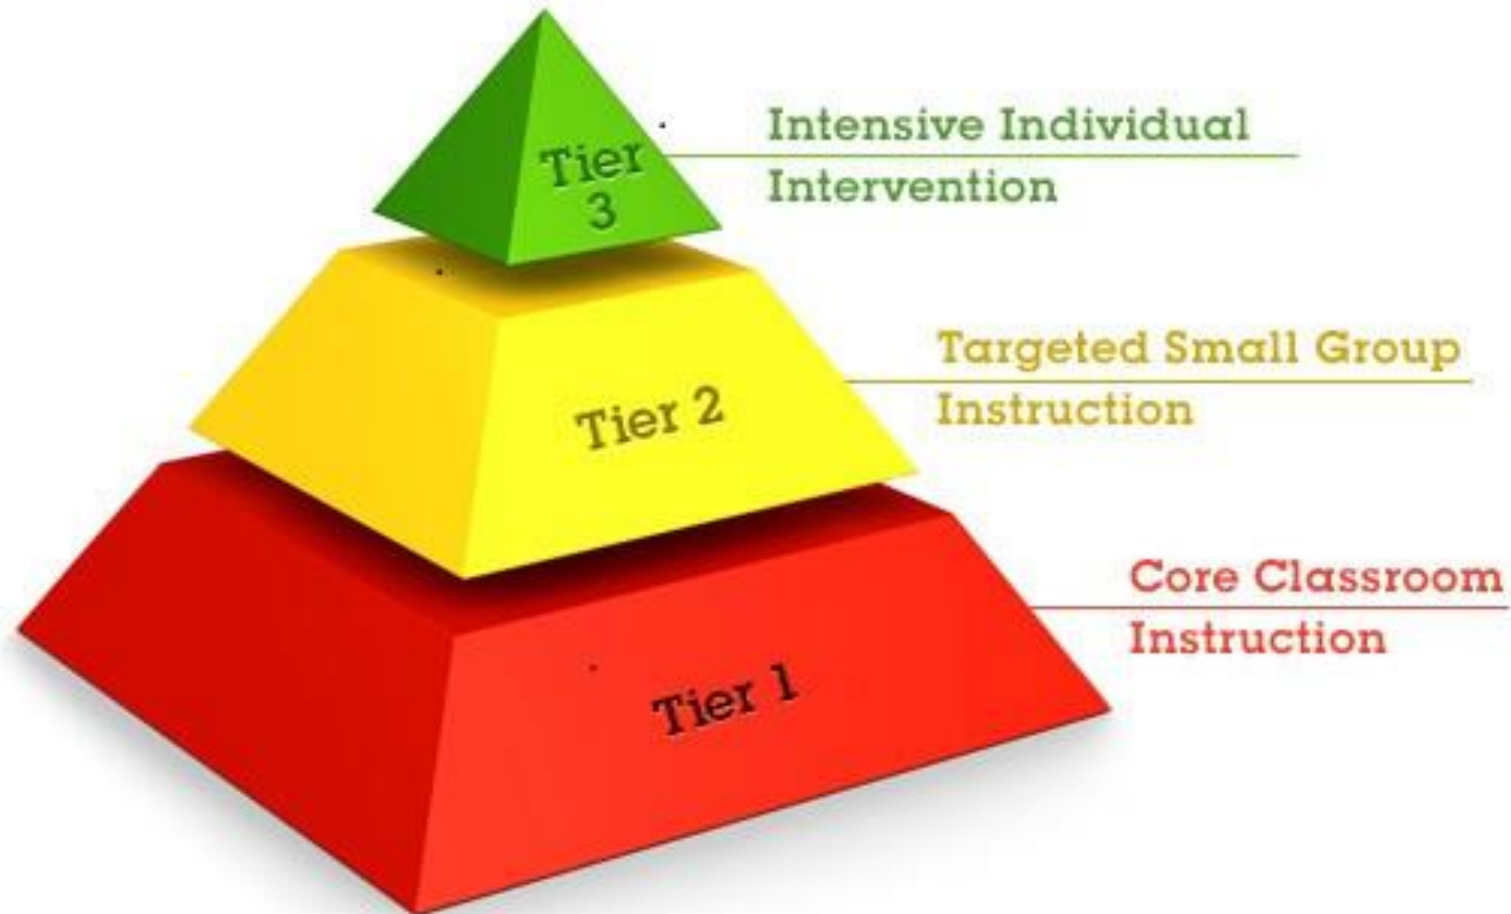 Tier
3
Intensive Individual
Intervention
Tier 2
Targeted Small Group
Instruction
Tier 1
Core Classroom
Instruction